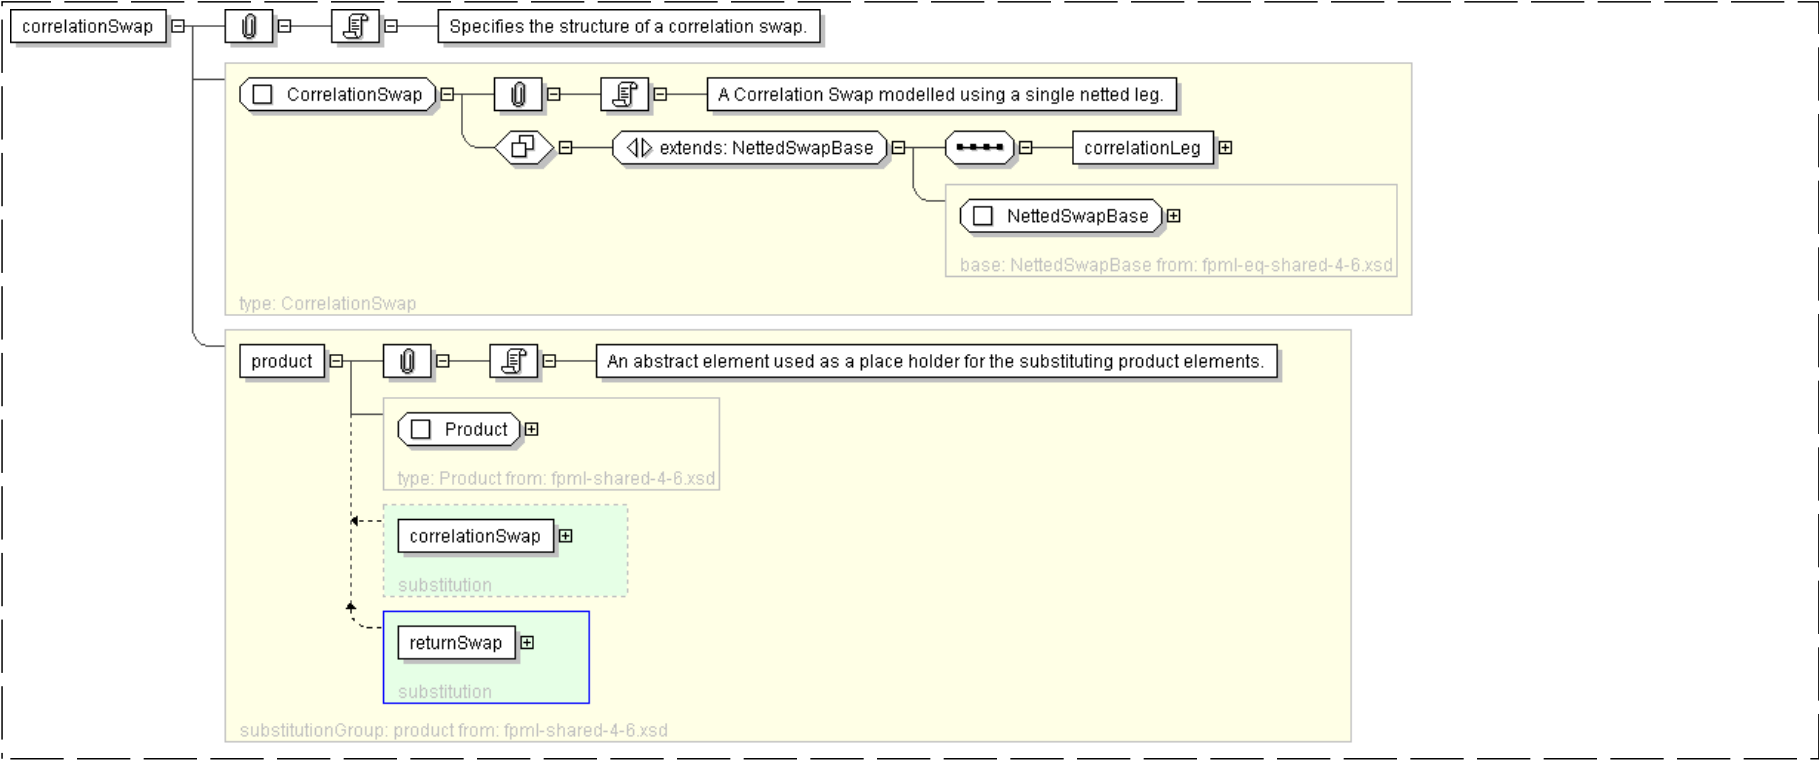 correlationSwap
Specifies the structure of a correlation swap.
CorrelationSwap
A Correlation Swap modelled using a single netted leg.
extends: NettedSwapBase
correlationLeg
NettedSwapBase
base: NettedSwapBase from: fpml-eq-shared-4-6.xsd
type: CorrelationSwap
product
An abstract element used as a place holder for the substituting product elements.
Product
type: Product from: fpml-shared-4-6.xsd
correlationSwap
substitution
returnSwap
substitution
substitutionGroup: product from: fpml-shared-4-6.xsd